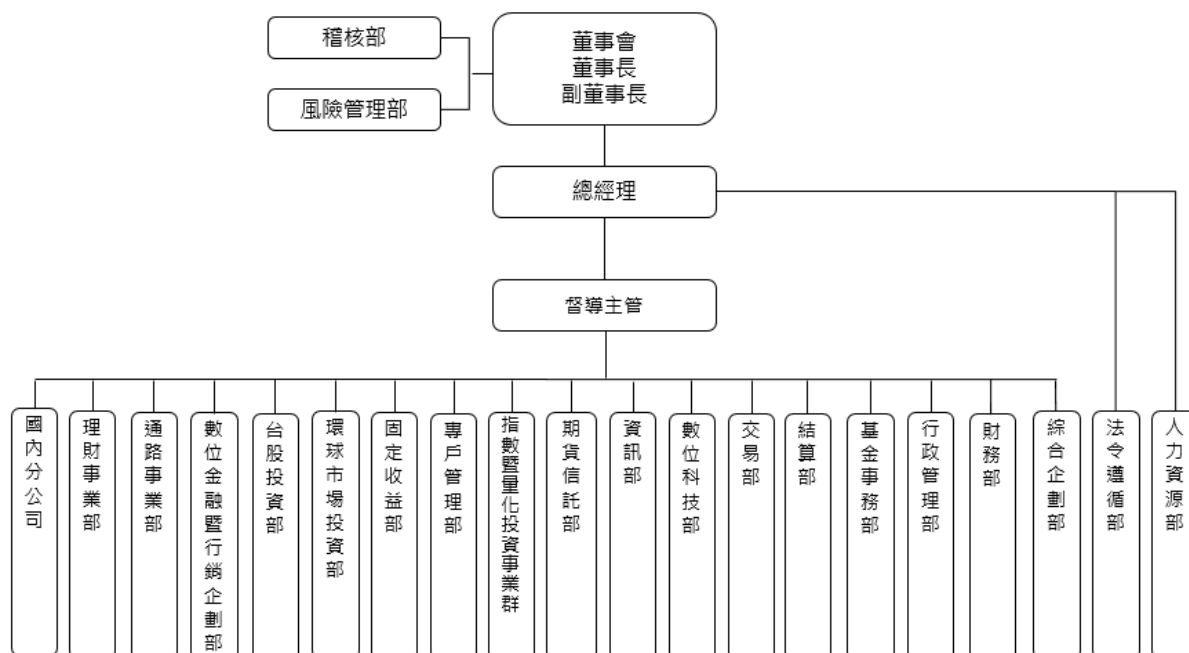 稽核部
風險管理部
董事會
董事長
副董事長
總經理
督導主管
國內分公司
理財事業部
通路事業部
數位金融暨行銷企劃部
台股投資部
環球市場投資部
固定收益部
專戶管理部
指數暨量化投資事業群
期貨信託部
資訊部
數位科技部
交易部
結算部
基金事務部
行政管理部
財務部
綜合企劃部
法令遵循部
人力資源部